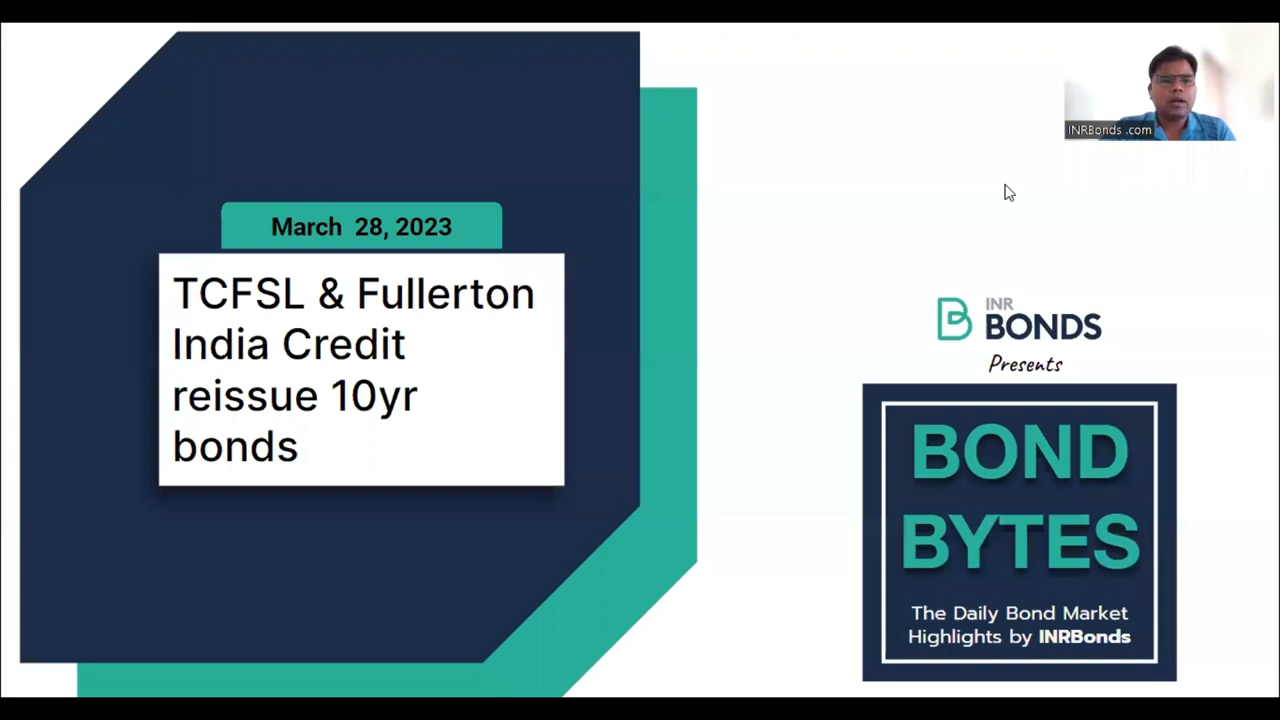 March 28, 2023
TCFSL & Fullerton
India Credit
reissue 10yr
bonds
INRBonds .com
INR
BONDS
Presents
BOND
BYTES
The Daily Bond Market
Highlights by INRBonds